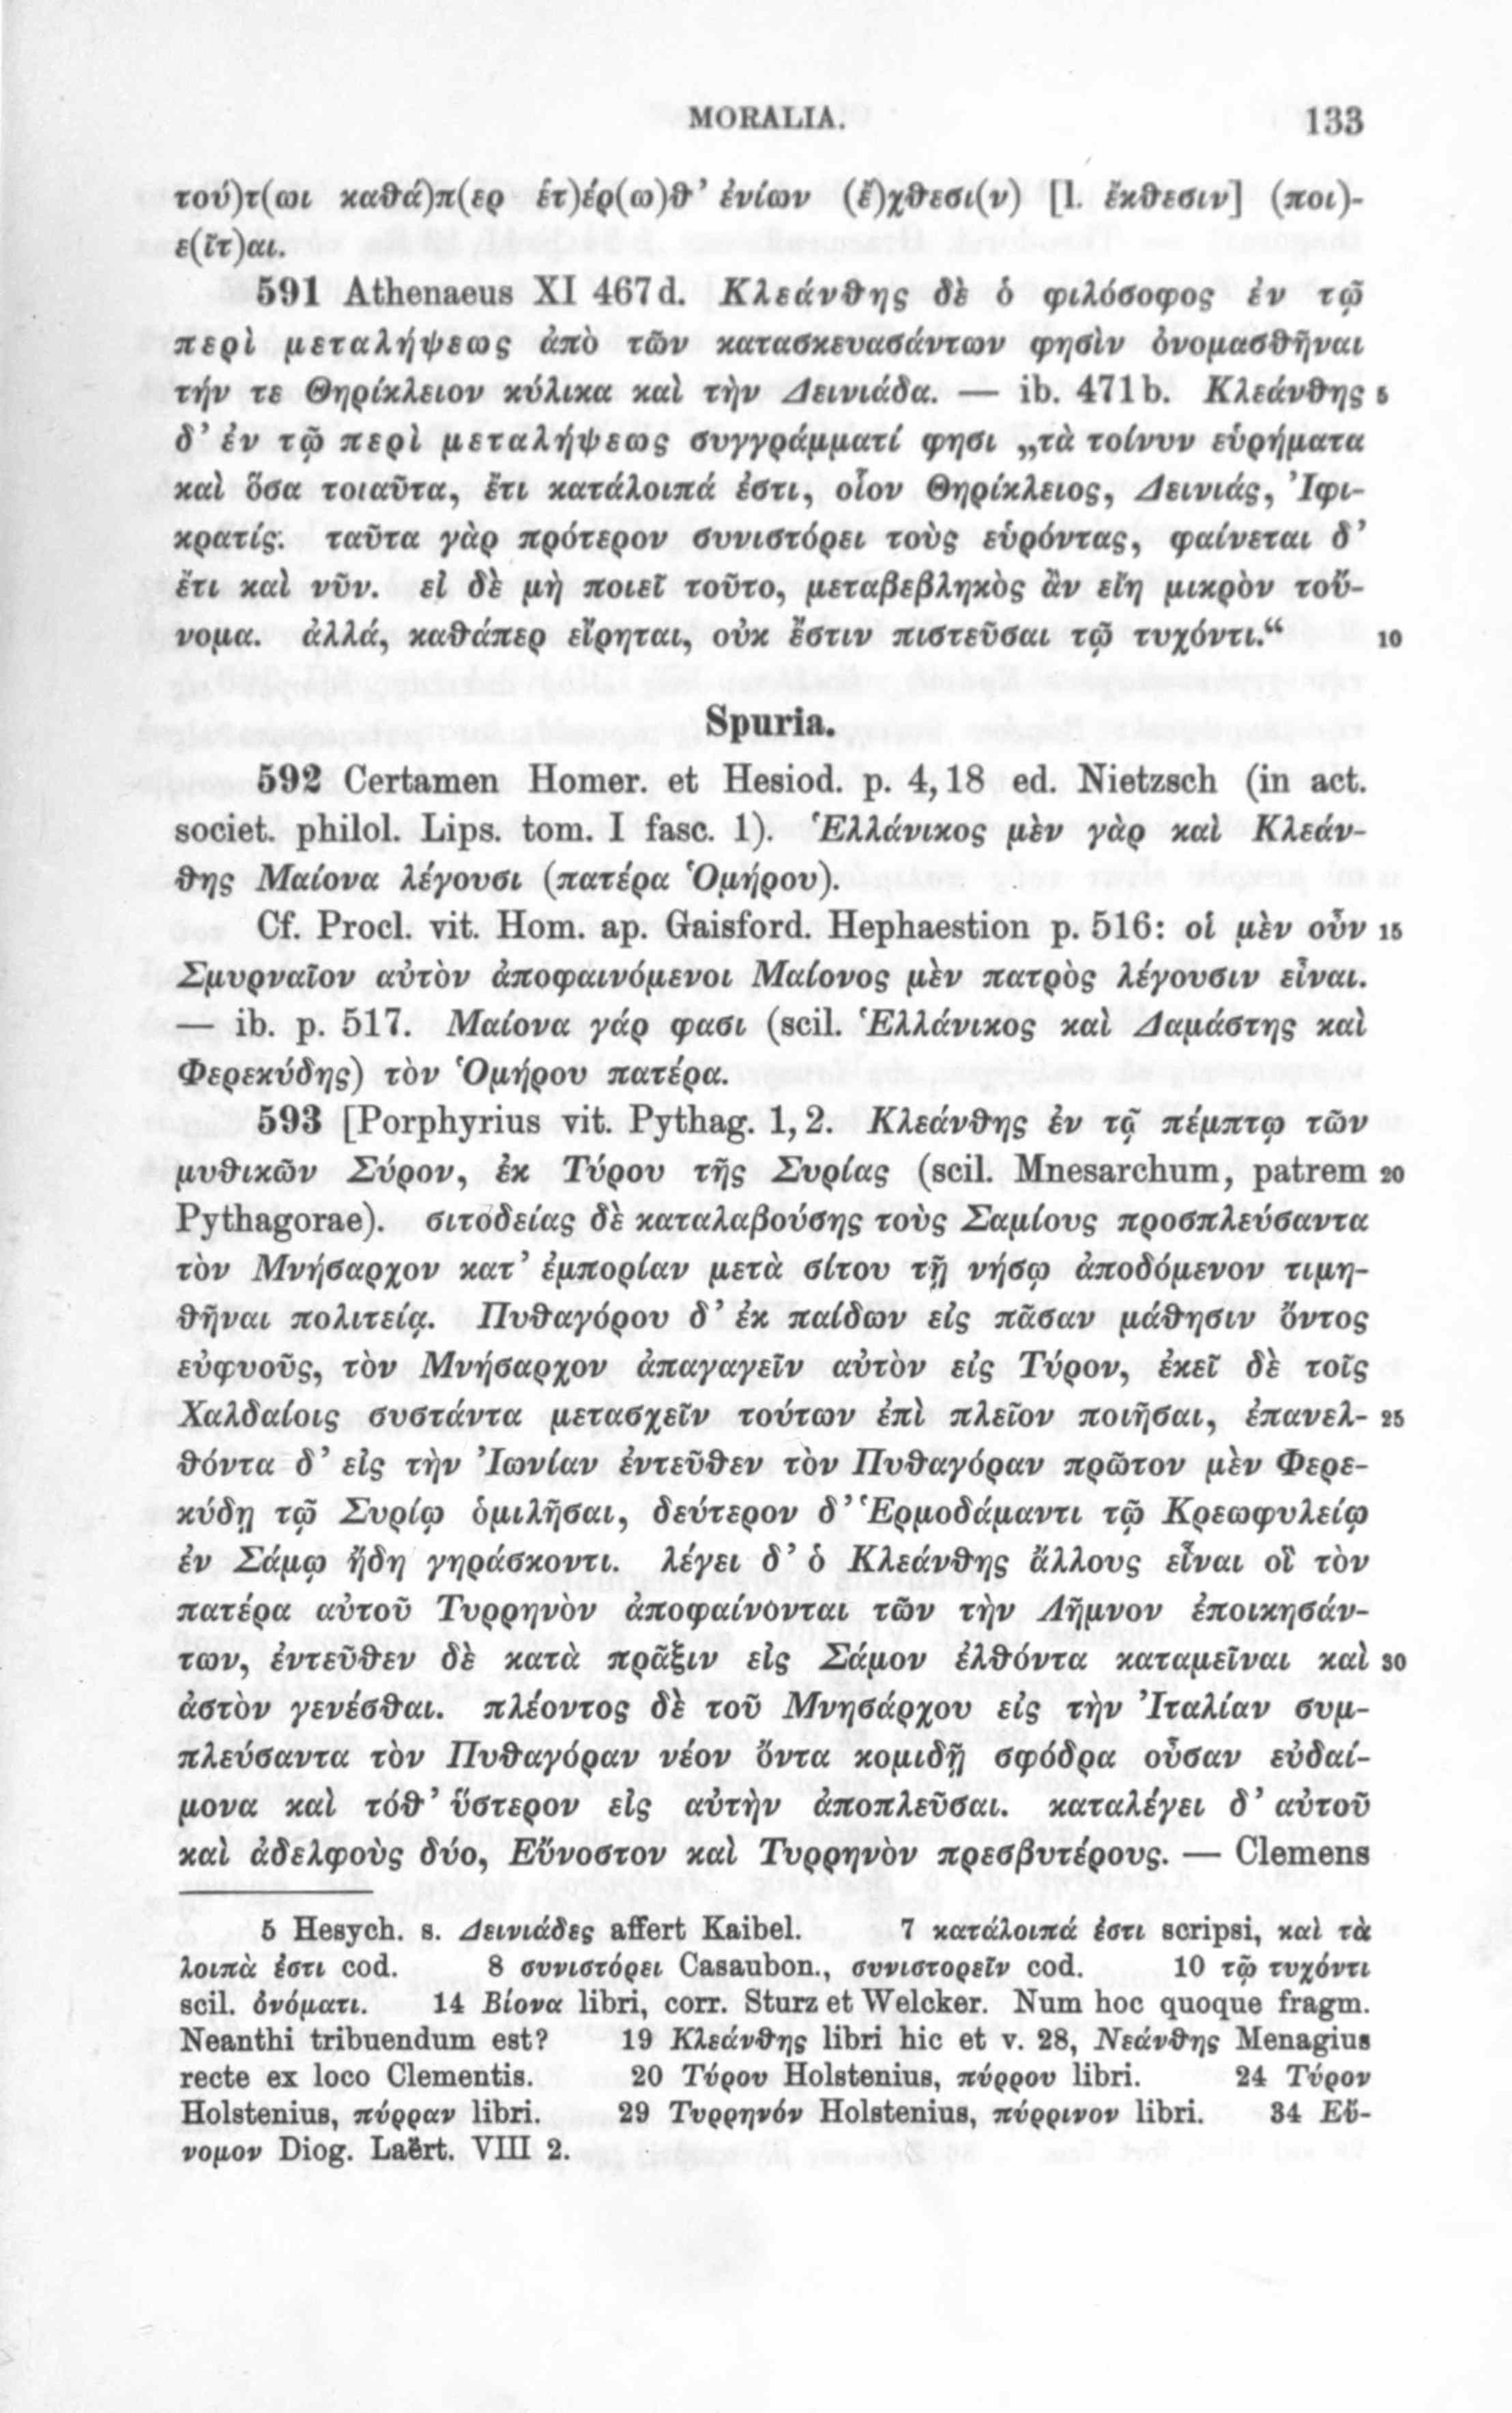 MORALIA. 133
τού)τ(ωι καθά)π(ερ ἑτ)έρ(ω)θ’ ἐνίων (ἔ)χθεσι(ν) [l. ἔκθεσιν] (ποι)-
ε(ῖτ)αι.
591 Athenaeus XI 467 d. Κλεάνθης δὲ ὁ φιλόσοφος ἐν τῷ
περὶ μεταλήψεως ἀπὸ τῶν κατασκευασάντων φησὶν ὀνομασθῆναι
τήν τε Θηρίκλειον κύλικα καὶ τὴν Δεινιάδα. — ib. 471 b. Κλεάνθης 5
δ’ ἐν τῷ περὶ μεταλήψεως συγγράμματί φησι „τὰ τοίνυν εὑρήματα
καὶ ὅσα τοιαῦτα, ἔτι κατάλοιπά ἐστι, οἷον Θηρίκλειος, Δεινιάς, Ἰφι-
κρατίς. ταῦτα γὰρ πρότερον συνιστόρει τοὺς εὑρόντας, φαίνεται δ’
ἔτι καὶ νῦν. εἰ δὲ μὴ ποιεῖ τοῦτο, μεταβεβληκὸς ἂν εἴη μικρὸν τοὔ-
νομα. ἀλλά, καθάπερ εἴρηται, οὐκ ἔστιν πιστεῦσαι τῷ τυχόντι.“ 10
Spuria.
592 Certamen Homer. et Hesiod. p. 4, 18 ed. Nietzsch (in act.
societ. philol. Lips. tom. I fasc. 1). Ἑλλάνικος μὲν γὰρ καὶ Κλεάν-
θης Μαίονα λέγουσι (πατέρα Ὁμήρου).
Cf. Procl. vit. Hom. ap. Gaisford. Hephaestion p. 516: οἱ μὲν οὖν 15
Σμυρναῖον αὐτὸν ἀποφαινόμενοι Μαίονος μὲν πατρὸς λέγουσιν εἶναι.
— ib. p. 517. Μαίονα γάρ φασι (scil. Ἑλλάνικος καὶ Δαμάστης καὶ
Φερεκύδης) τὸν Ὁμήρου πατέρα.
593 [Porphyrius vit. Pythag. 1, 2. Κλεάνθης ἐν τῷ πέμπτῳ τῶν
μυθικῶν Σύρον, ἐκ Τύρου τῆς Συρίας (scil. Mnesarchum, patrem 20
Pythagorae). σιτοδείας δὲ καταλαβούσης τοὺς Σαμίους προσπλεύσαντα
τὸν Μνήσαρχον κατ’ ἐμπορίαν μετὰ σίτου τῇ νήσῳ ἀποδόμενον τιμη-
θῆναι πολιτείᾳ. Πυθαγόρου δ’ ἐκ παίδων εἰς πᾶσαν μάθησιν ὄντος
εὐφυοῦς, τὸν Μνήσαρχον ἀπαγαγεῖν αὐτὸν εἰς Τύρον, ἐκεῖ δὲ τοῖς
Χαλδαίοις συστάντα μετασχεῖν τούτων ἐπὶ πλεῖον ποιῆσαι, ἐπανελ- 25
θόντα δ’ εἰς τὴν Ἰωνίαν ἐντεῦθεν τὸν Πυθαγόραν πρῶτον μὲν Φερε-
κύδῃ τῷ Συρίῳ ὁμιλῆσαι, δεύτερον δ’ Ἑρμοδάμαντι τῷ Κρεωφυλείῳ
ἐν Σάμῳ ἤδη γηράσκοντι. λέγει δ’ ὁ Κλεάνθης ἄλλους εἶναι οἳ τὸν
πατέρα αὐτοῦ Τυρρηνὸν ἀποφαίνονται τῶν τὴν Λῆμνον ἐποικησάν-
των, ἐντεῦθεν δὲ κατὰ πρᾶξιν εἰς Σάμον ἐλθόντα καταμεῖναι καὶ 30
ἀστὸν γενέσθαι. πλέοντος δὲ τοῦ Μνησάρχου εἰς τὴν Ἰταλίαν συμ-
πλεύσαντα τὸν Πυθαγόραν νέον ὄντα κομιδῇ σφόδρα οὖσαν εὐδαί-
μονα καὶ τόθ’ ὕστερον εἰς αὐτὴν ἀποπλεῦσαι. καταλέγει δ’ αὐτοῦ
καὶ ἀδελφοὺς δύο, Εὔνοστον καὶ Τυρρηνὸν πρεσβυτέρους. — Clemens
5 Hesych. s. Δεινιάδες affert Kaibel. 7 κατάλοιπά ἐστι scripsi, καὶ τὰ
λοιπὰ ἐστι cod. 8 συνιστόρει Casaubon., συνιστορεῖν cod. 10 τῷ τυχόντι
scil. ὀνόματι. 14 Βίονα libri, corr. Sturz et Welcker. Num hoc quoque fragm.
Neanthi tribuendum est? 19 Κλεάνθης libri hic et v. 28, Νεάνθης Menagius
recte ex loco Clementis. 20 Τύρου Holstenius, πύρρου libri. 24 Τύρον
Holstenius, πύρραν libri. 29 Τυρρηνόν Holstenius, πύρρινον libri. 34 Εὔ-
νομον Diog. Laërt. VIII 2.